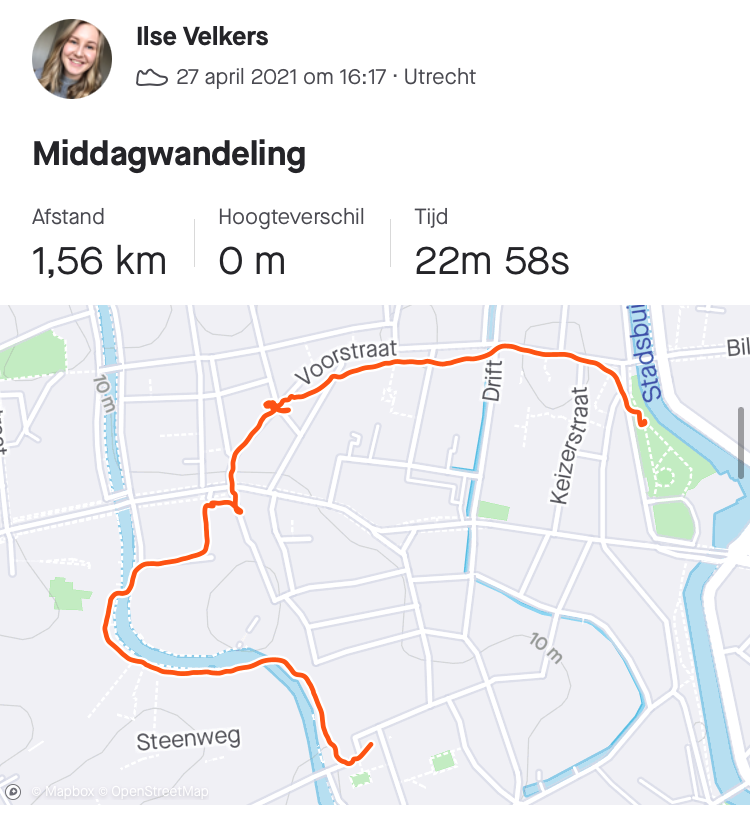 Ilse Velkers
27 april 2021 om 16:17 · Utrecht
Middagwandeling
Afstand
1,56 km
Hoogteverschil
0 m
Tijd
22m 58s
Voorstraat
Drift
Keizerstraat
Stadsbui
Bil
10 m
10 m
Steenweg
© Mapbox © OpenStreetMap